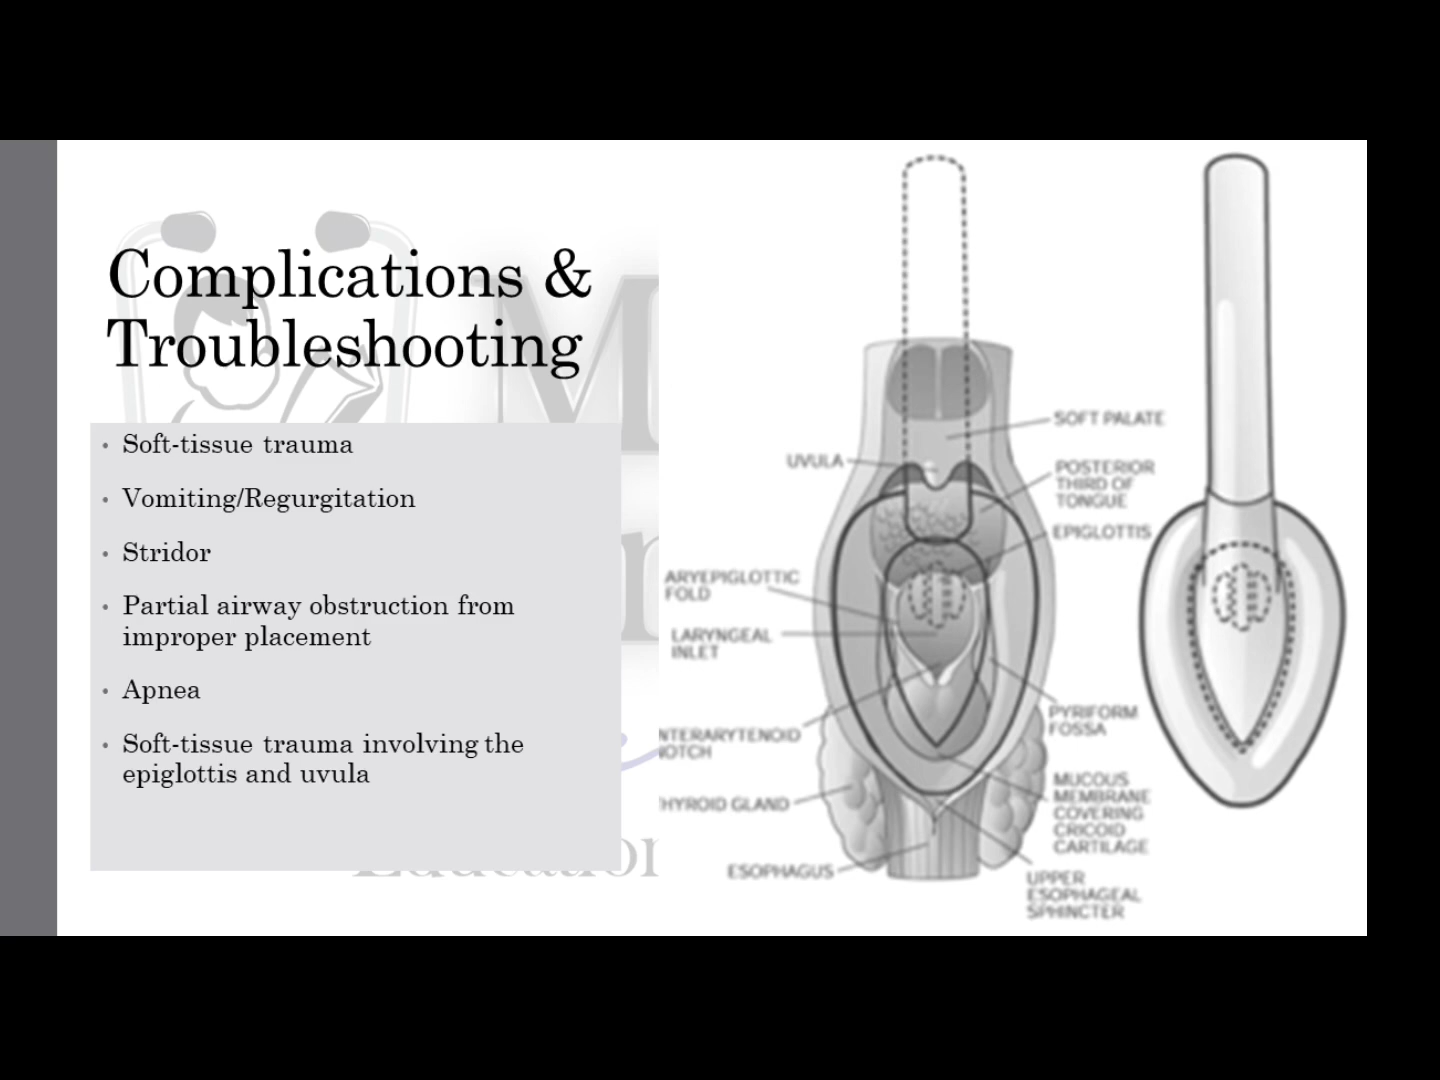 Complications &
Troubleshooting
• Soft-tissue trauma
• Vomiting/Regurgitation
• Stridor
• Partial airway obstruction from
improper placement
• Apnea
• Soft-tissue trauma involving the
epiglottis and uvula
SOFT PALATE
UVULA
POSTERIOR
THIRD OF
TONGUE
EPIGLOTTIS
ARYEPIGLOTTIC
FOLD
LARYNGEAL
INLET
NTERARYTENOID
OTCH
PYRIFORM
FOSSA
HYROID GLAND
MUCOUS
MEMBRANE
COVERING
CRICOID
CARTILAGE
ESOPHAGUS
UPPER
ESOPHAGEAL
SPHINCTER